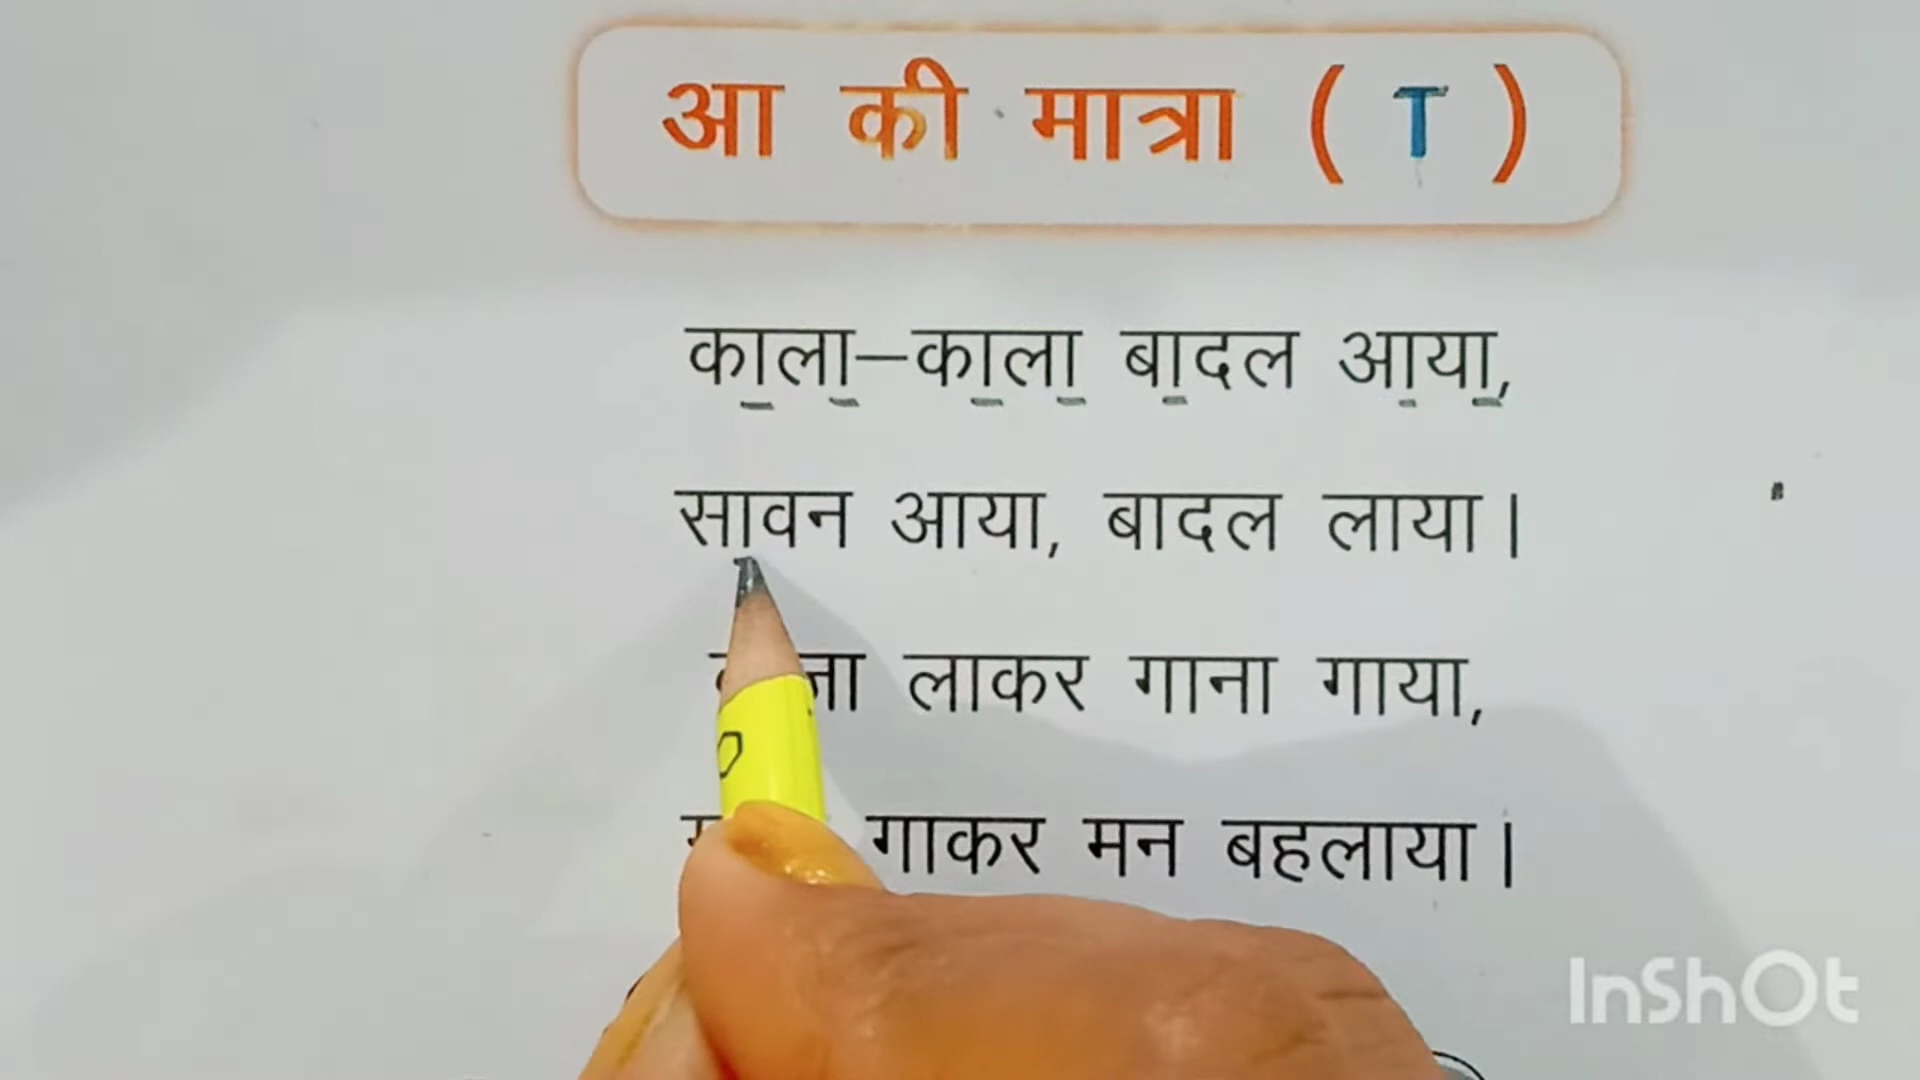 आ की मात्रा ( ा )
काला–काला बादल आया,
सावन आया, बादल लाया।
लाकर गाना गाया,
गाकर मन बहलाया।
InShOt